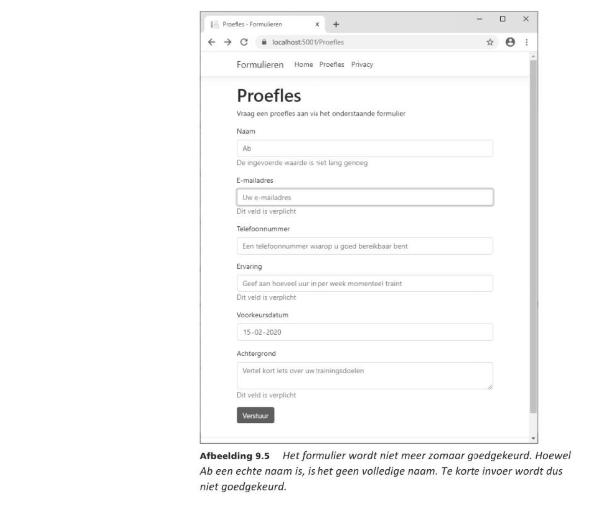 Proefles - Formulieren
localhost:5001/Proefles
Formulieren Home Proefles Privacy
Proefles
Vraag een proefles aan via het onderstaande formulier
Naam
Ab
De ingevoerde waarde is niet lang genoeg
E-mailadres
Uw e-mailadres
Dit veld is verplicht
Telefoonnummer
Een telefoonnummer waarop u goed bereikbaar bent
Ervaring
Geef aan hoeveel uur in per week momenteel traint
Dit veld is verplicht
Voorkeursdatum
15-02-2020
Achtergrond
Vertel kort iets over uw trainingsdoelen
Dit veld is verplicht
Verstuur
Afbeelding 9.5 Het formulier wordt niet meer zomaar goedgekeurd. Hoewel
Ab een echte naam is, is het geen volledige naam. Te korte invoer wordt dus
niet goedgekeurd.